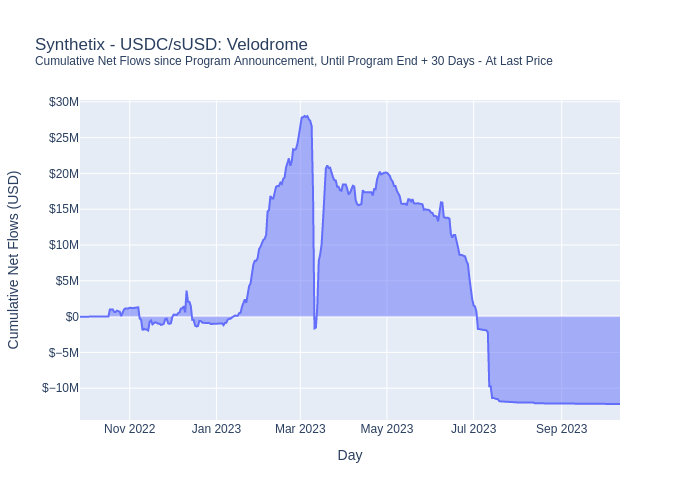 Synthetix - USDC/sUSD: Velodrome
Cumulative Net Flows since Program Announcement, Until Program End + 30 Days - At Last Price
Cumulative Net Flows (USD)
$30M
$25M
$20M
$15M
$10M
$5M
$0
$−5M
$−10M
Nov 2022 Jan 2023 Mar 2023 May 2023 Jul 2023 Sep 2023
Day